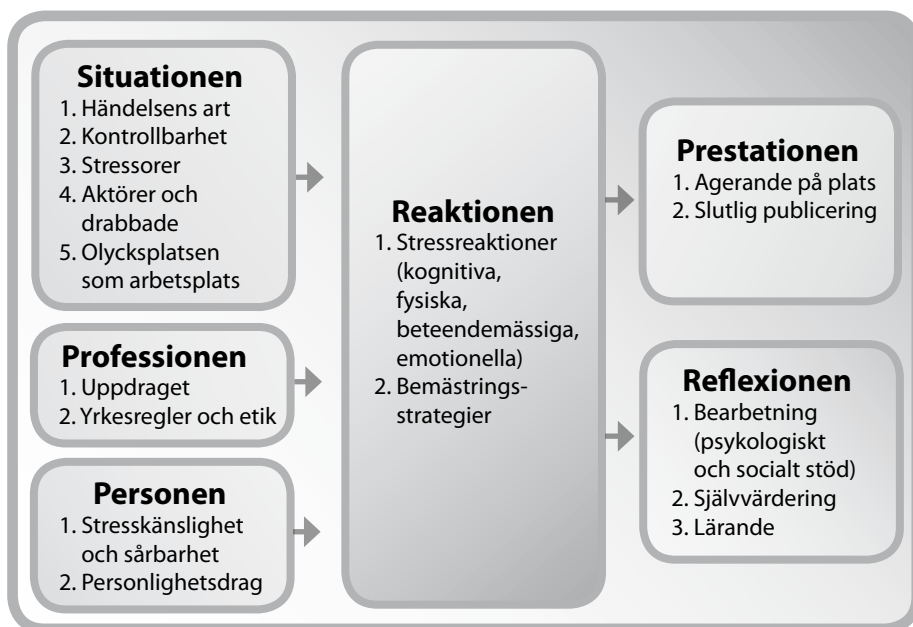 Situationen
1. Händelsens art
2. Kontrollbarhet
3. Stressorer
4. Aktörer och
drabbade
5. Olycksplatsen
som arbetsplats
Professionen
1. Uppdraget
2. Yrkesregler och etik
Personen
1. Stresskänslighet
och sårbarhet
2. Personlighetsdrag
Reaktionen
1. Stressreaktioner
(kognitiva,
fysiska,
beteendemässiga,
emotionella)
2. Bemästrings-
strategier
Prestationen
1. Agerande på plats
2. Slutlig publicering
Reflexionen
1. Bearbetning
(psykologiskt
och socialt stöd)
2. Självvärdering
3. Lärande